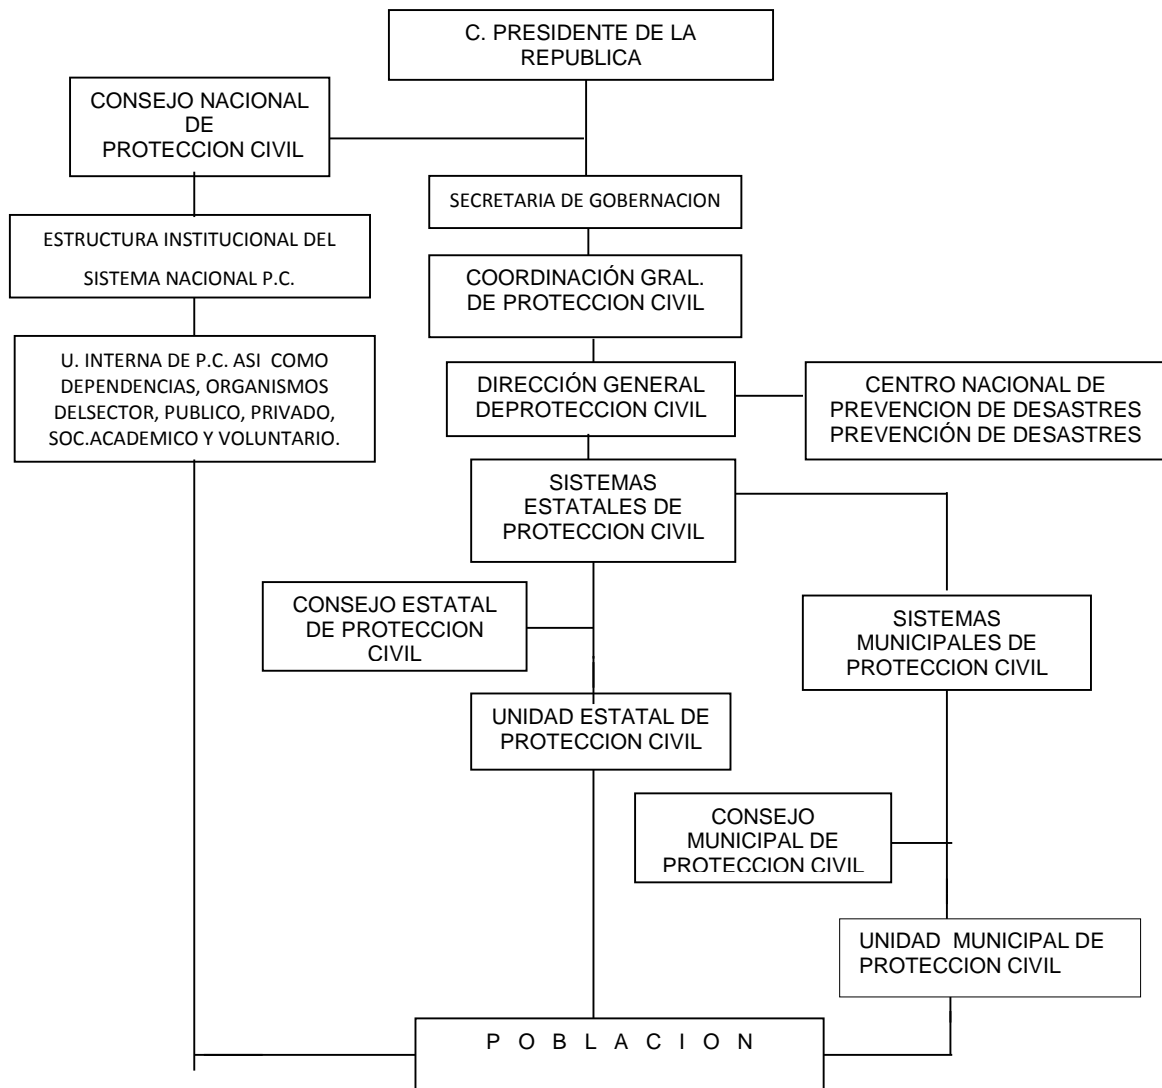 C. PRESIDENTE DE LA
REPUBLICA
CONSEJO NACIONAL
DE
PROTECCION CIVIL
SECRETARIA DE GOBERNACION
ESTRUCTURA INSTITUCIONAL DEL
SISTEMA NACIONAL P.C.
COORDINACIÓN GRAL.
DE PROTECCION CIVIL
U. INTERNA DE P.C. ASI COMO
DEPENDENCIAS, ORGANISMOS
DELSECTOR, PUBLICO, PRIVADO,
SOC.ACADEMICO Y VOLUNTARIO.
DIRECCIÓN GENERAL
DEPROTECCION CIVIL
CENTRO NACIONAL DE
PREVENCION DE DESASTRES
PREVENCIÓN DE DESASTRES
SISTEMAS
ESTATALES DE
PROTECCION CIVIL
CONSEJO ESTATAL
DE PROTECCION
CIVIL
SISTEMAS
MUNICIPALES DE
PROTECCION CIVIL
UNIDAD ESTATAL DE
PROTECCION CIVIL
CONSEJO
MUNICIPAL DE
PROTECCION CIVIL
UNIDAD MUNICIPAL DE
PROTECCION CIVIL
P O B L A C I O N